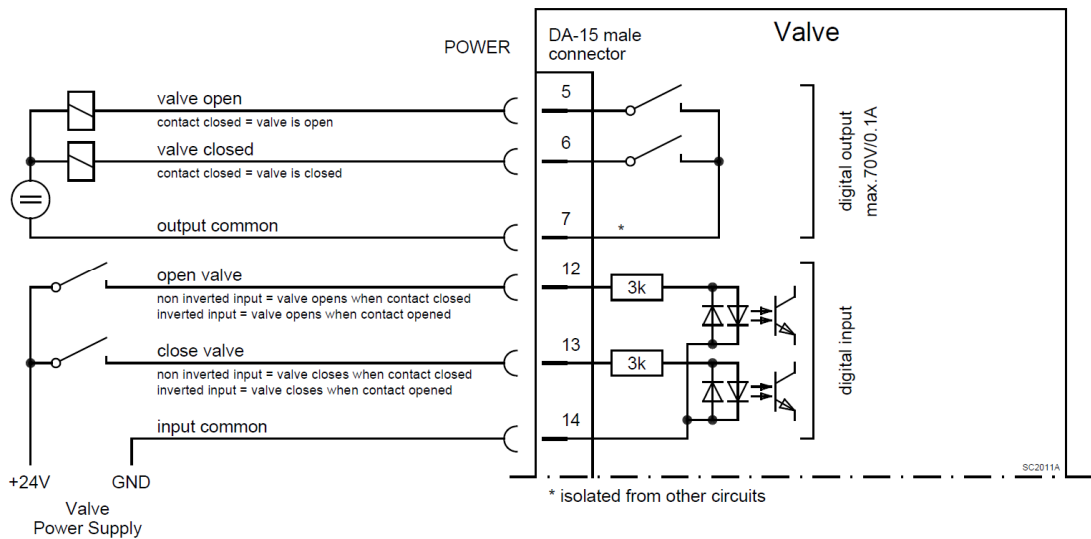 Valve
DA-15 male
connector
POWER
5
valve open
contact closed = valve is open
6
valve closed
contact closed = valve is closed
7
output common
*
digital output
max.70V/0.1A
12
open valve
non inverted input = valve opens when contact closed
inverted input = valve opens when contact opened
3k
13
close valve
non inverted input = valve closes when contact closed
inverted input = valve closes when contact opened
3k
digital input
14
input common
SC2011A
+24V
GND
* isolated from other circuits
Valve
Power Supply